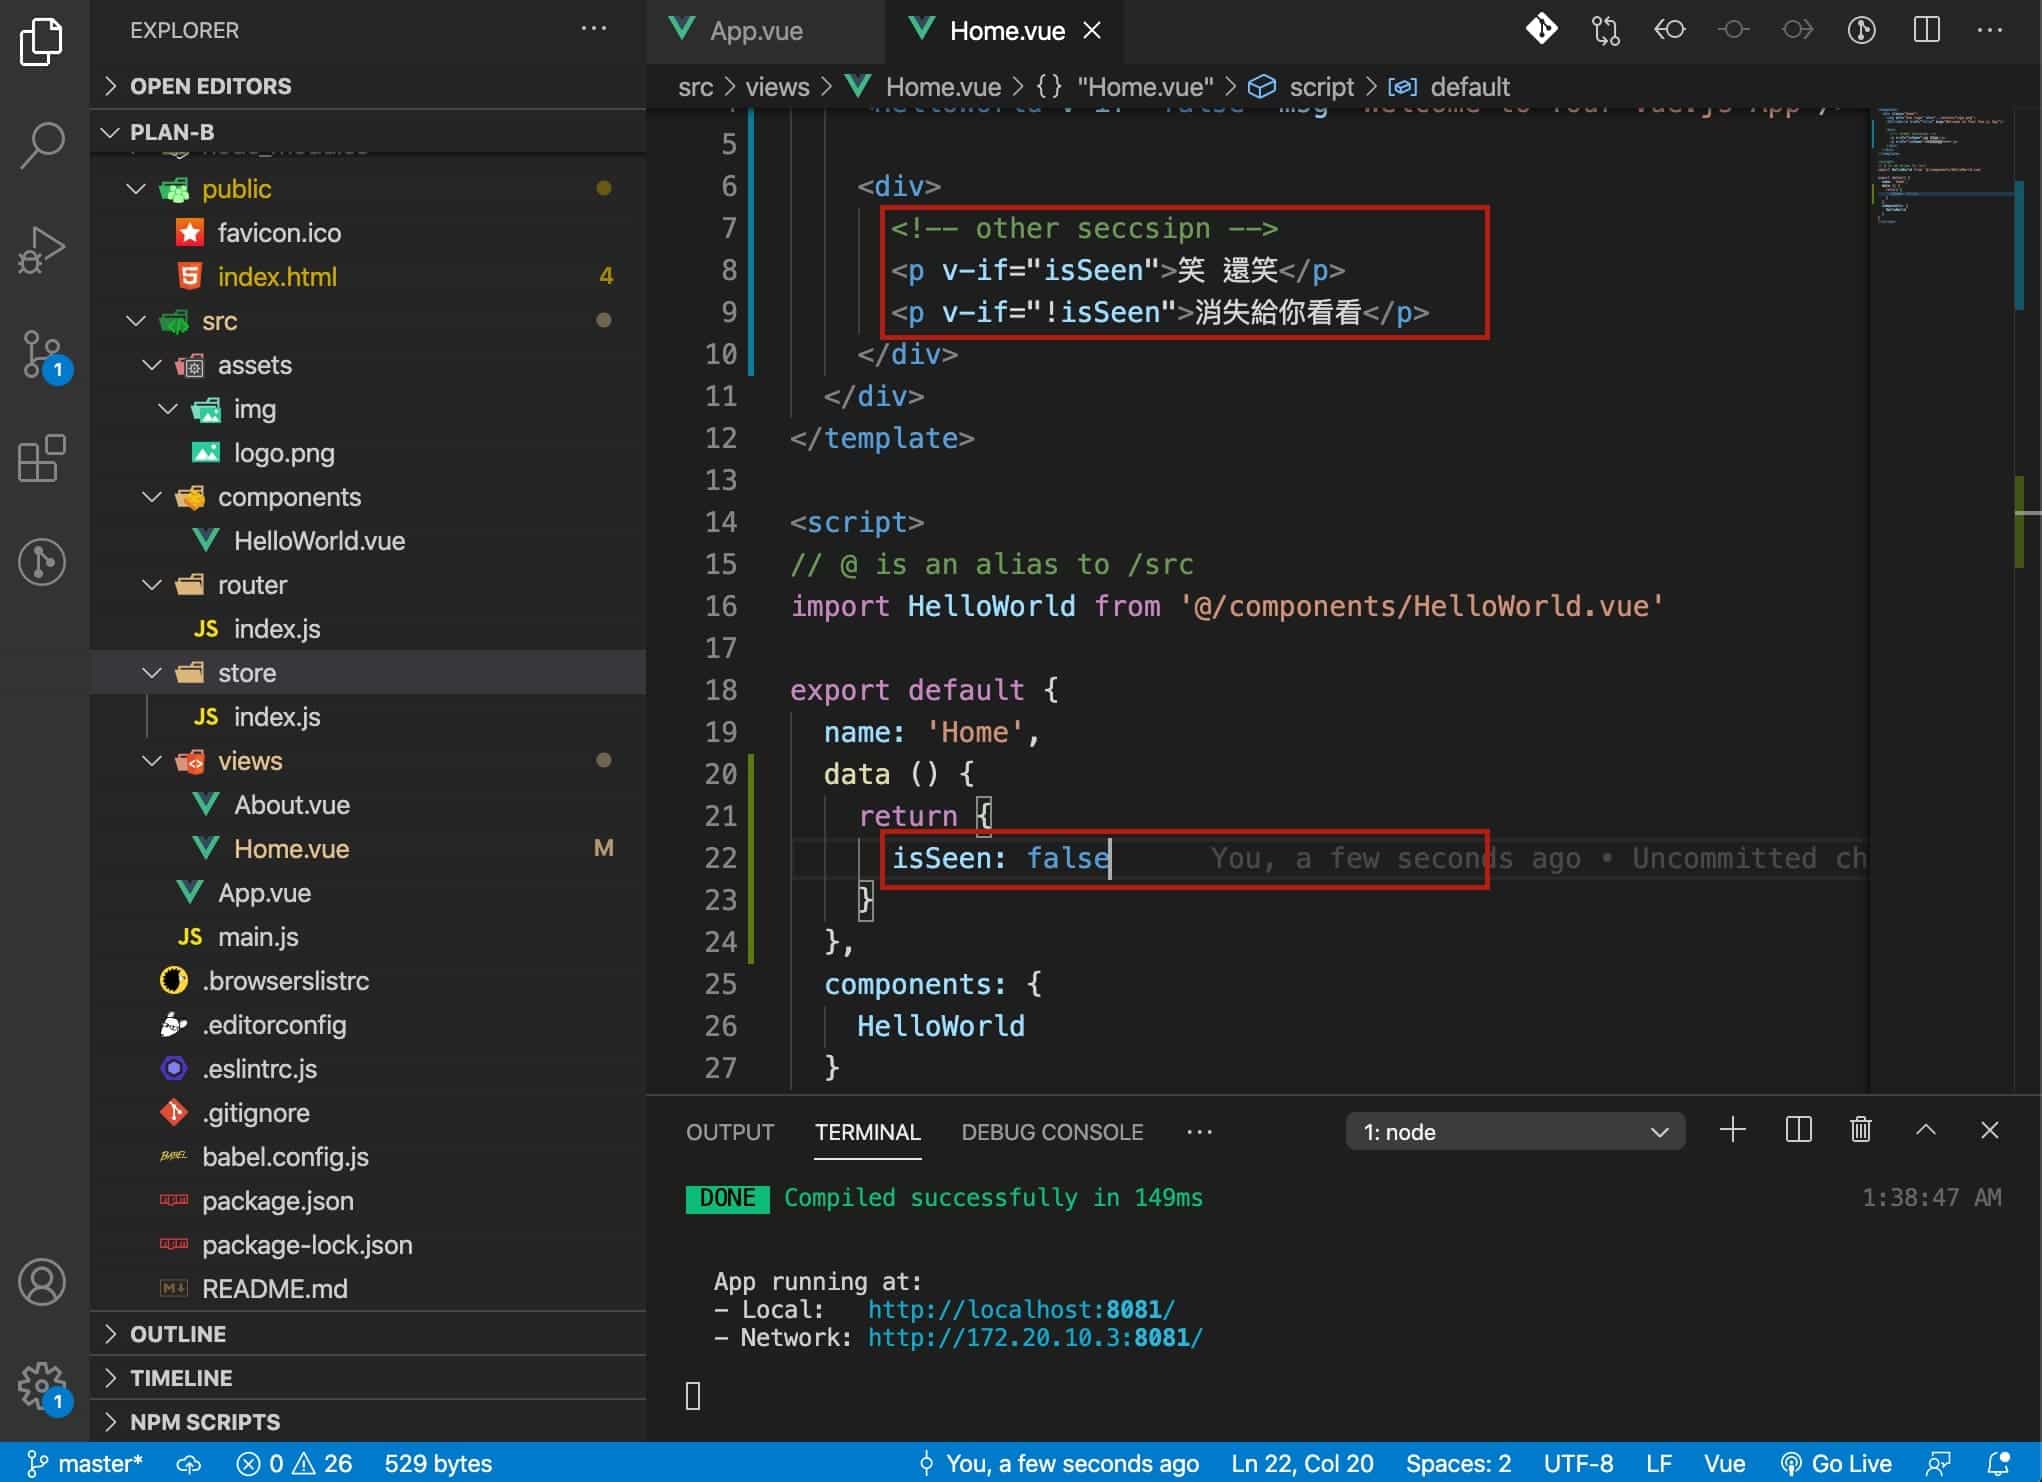 EXPLORER
App.vue
Home.vue
OPEN EDITORS
src > views > Home.vue > {} "Home.vue" > script > default
PLAN-B
public
favicon.ico
index.html 4
src
assets
img
logo.png
components
HelloWorld.vue
router
JS index.js
store
JS index.js
views
About.vue
Home.vue M
App.vue
JS main.js
.browserslistrc
.editorconfig
.eslintrc.js
.gitignore
babel.config.js
package.json
package-lock.json
README.md
OUTLINE
TIMELINE
NPM SCRIPTS
1
1
5
6 <div>
7 <!-- other seccsipn -->
8 <p v-if="isSeen">笑 還笑</p>
9 <p v-if="!isSeen">消失給你看看</p>
10 </div>
11 </div>
12 </template>
13
14 <script>
15 // @ is an alias to /src
16 import HelloWorld from '@/components/HelloWorld.vue'
17
18 export default {
19 name: 'Home',
20 data () {
21 return {
22 isSeen: false You, a few seconds ago • Uncommitted ch
23 }
24 },
25 components: {
26 HelloWorld
27 }
OUTPUT TERMINAL DEBUG CONSOLE ··· 1: node
DONE Compiled successfully in 149ms 1:38:47 AM
App running at:
- Local: http://localhost:8081/
- Network: http://172.20.10.3:8081/
master* 0 26 529 bytes You, a few seconds ago Ln 22, Col 20 Spaces: 2 UTF-8 LF Vue Go Live